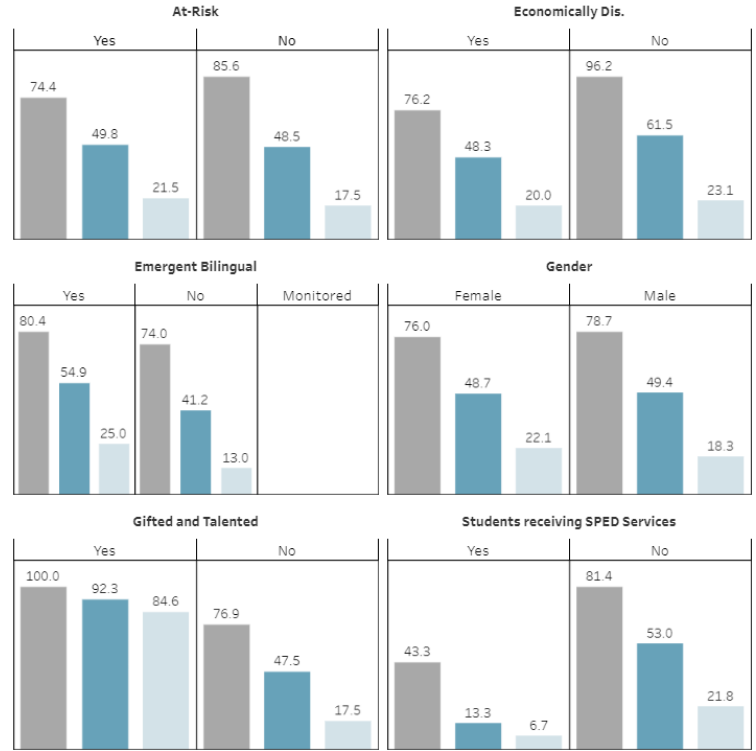 At-Risk Economically Dis.
Yes No Yes No
74.4 49.8 21.5 85.6 48.5 17.5 76.2 48.3 20.0 96.2 61.5 23.1
Emergent Bilingual Gender
Yes No Monitored Female Male
80.4 54.9 25.0 74.0 41.2 13.0 76.0 48.7 22.1 78.7 49.4 18.3
Gifted and Talented Students receiving SPED Services
Yes No Yes No
100.0 92.3 84.6 76.9 47.5 17.5 43.3 13.3 6.7 81.4 53.0 21.8